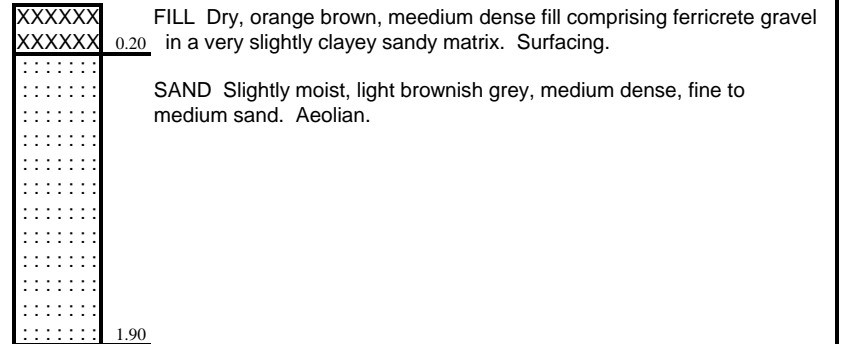 XXXXXX FILL Dry, orange brown, meedium dense fill comprising ferricrete gravel
XXXXXX 0.20 in a very slightly clayey sandy matrix. Surfacing.
: : : : : : :
: : : : : : : SAND Slightly moist, light brownish grey, medium dense, fine to
: : : : : : : medium sand. Aeolian.
: : : : : : :
: : : : : : :
: : : : : : :
: : : : : : :
: : : : : : :
: : : : : : :
: : : : : : :
: : : : : : :
: : : : : : : 1.90